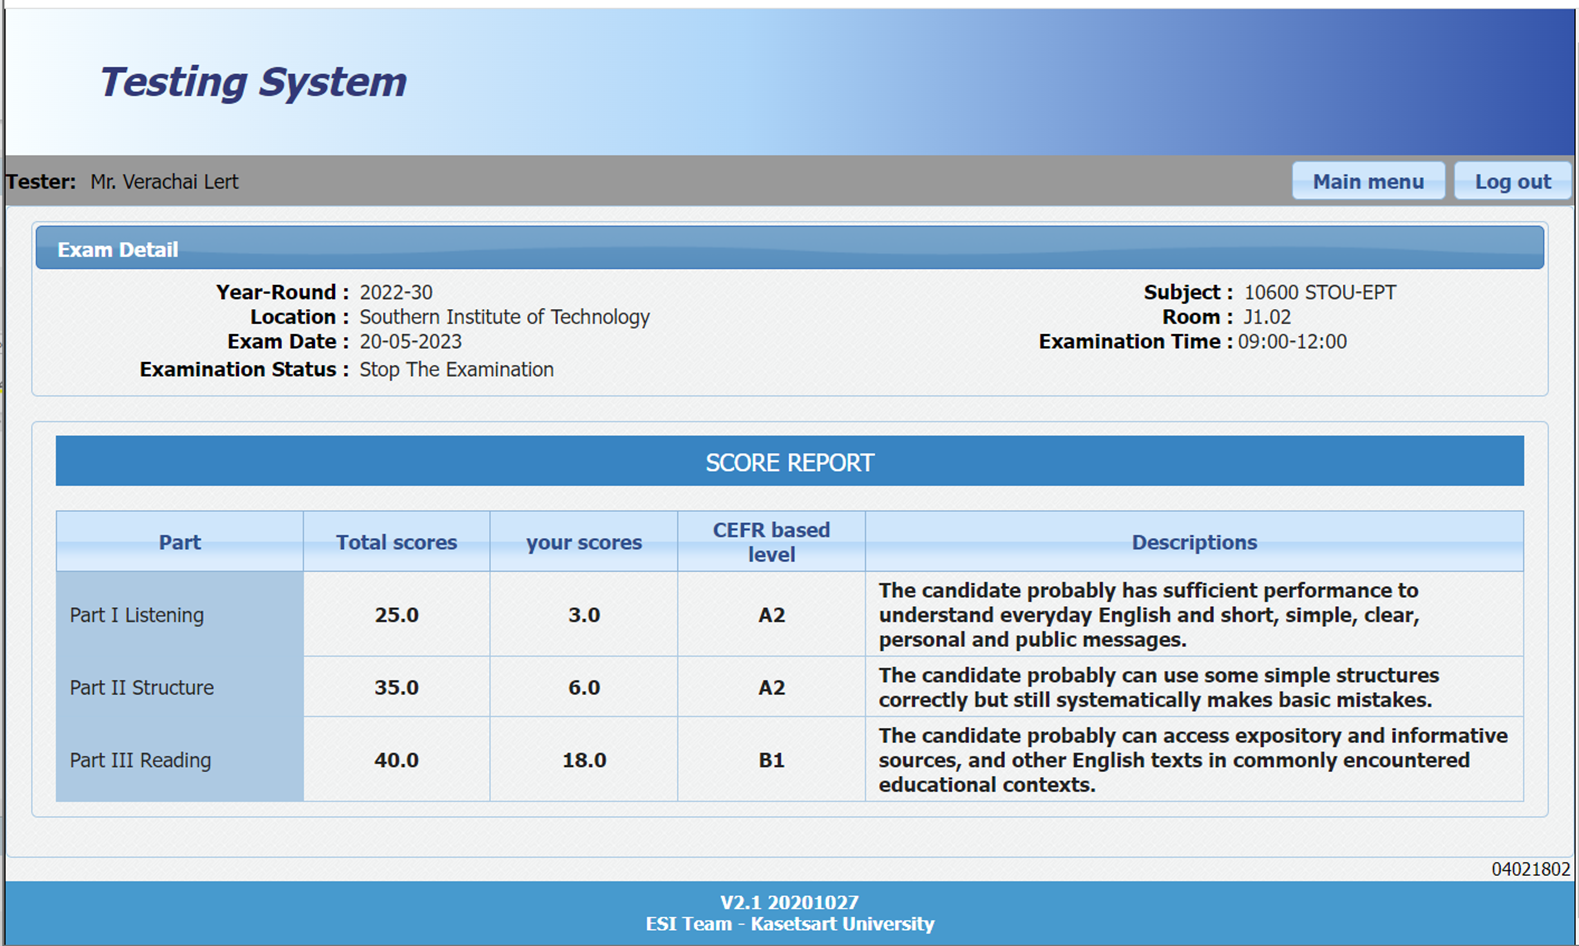 Testing System
Tester: Mr. Verachai Lert
Main menu
Log out
Exam Detail
Year-Round : 2022-30
Subject : 10600 STOU-EPT
Location : Southern Institute of Technology
Room : J1.02
Exam Date : 20-05-2023
Examination Time : 09:00-12:00
Examination Status : Stop The Examination
SCORE REPORT
Part
Total scores
your scores
CEFR based
level
Descriptions
Part I Listening
25.0
3.0
A2
The candidate probably has sufficient performance to
understand everyday English and short, simple, clear,
personal and public messages.
Part II Structure
35.0
6.0
A2
The candidate probably can use some simple structures
correctly but still systematically makes basic mistakes.
Part III Reading
40.0
18.0
B1
The candidate probably can access expository and informative
sources, and other English texts in commonly encountered
educational contexts.
04021802
V2.1 20201027
ESI Team - Kasetsart University